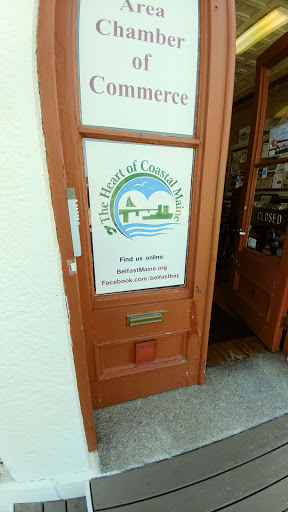 Area
Chamber
of
Commerce
The Heart of Coastal Maine
Find us online:
BelfastMaine.org
Facebook.com/belfastbay
CLOSED